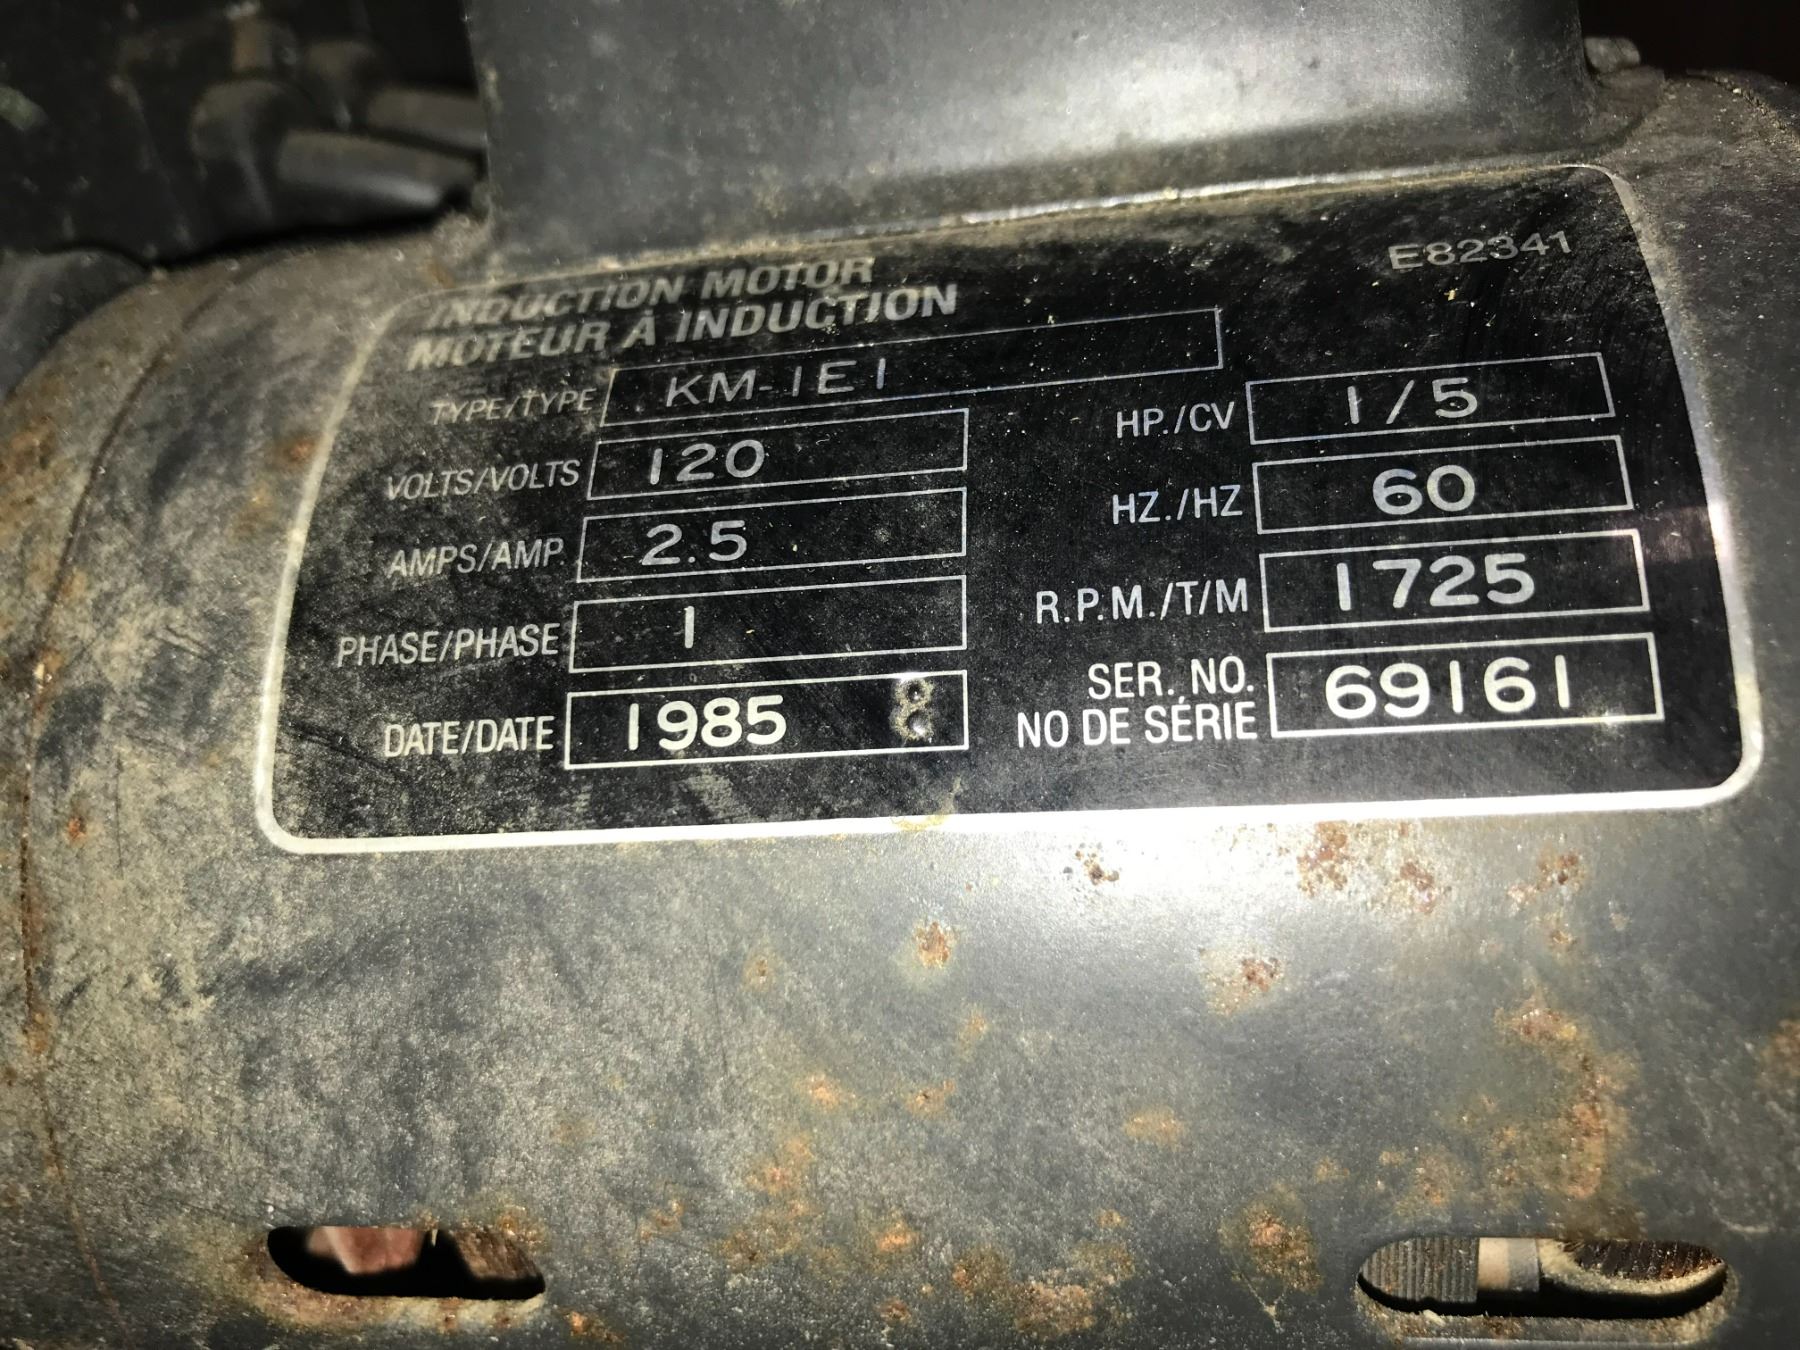 E82341
INDUCTION MOTOR
MOTEUR À INDUCTION
TYPE/TYPE KM-1E1
HP./CV 1/5
VOLTS/VOLTS 120
HZ./HZ 60
AMPS/AMP. 2.5
R.P.M./T/M 1725
PHASE/PHASE 1
SER. NO.
NO DE SÉRIE 69161
DATE/DATE 1985 8